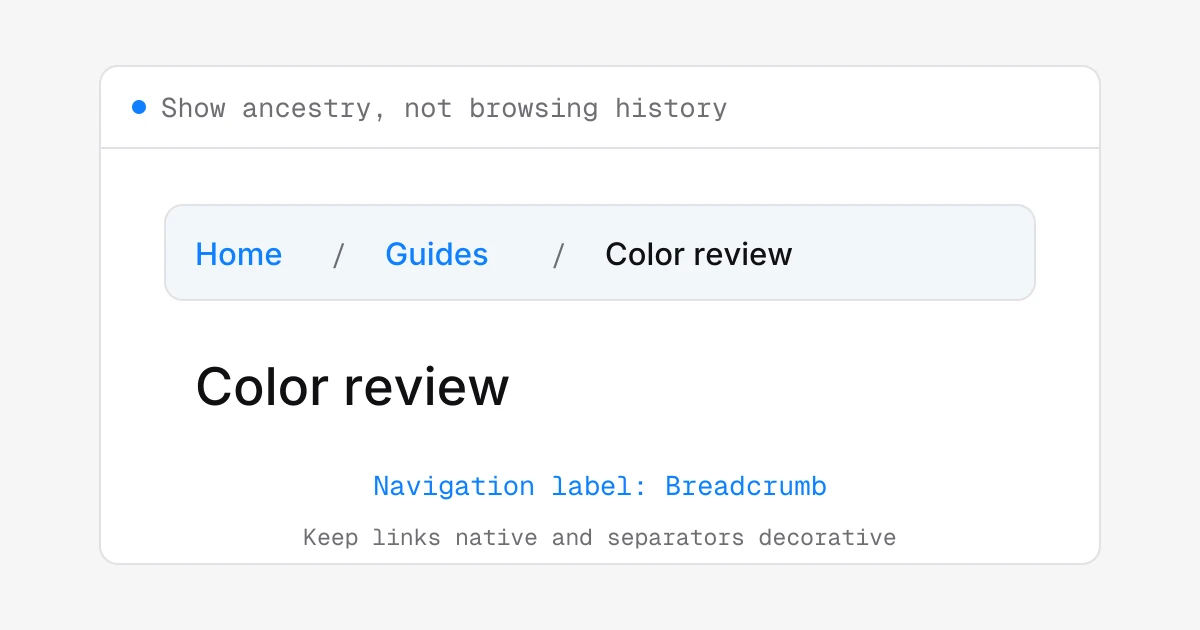 Show ancestry, not browsing history
Home / Guides / Color review
Color review
Navigation label: Breadcrumb
Keep links native and separators decorative